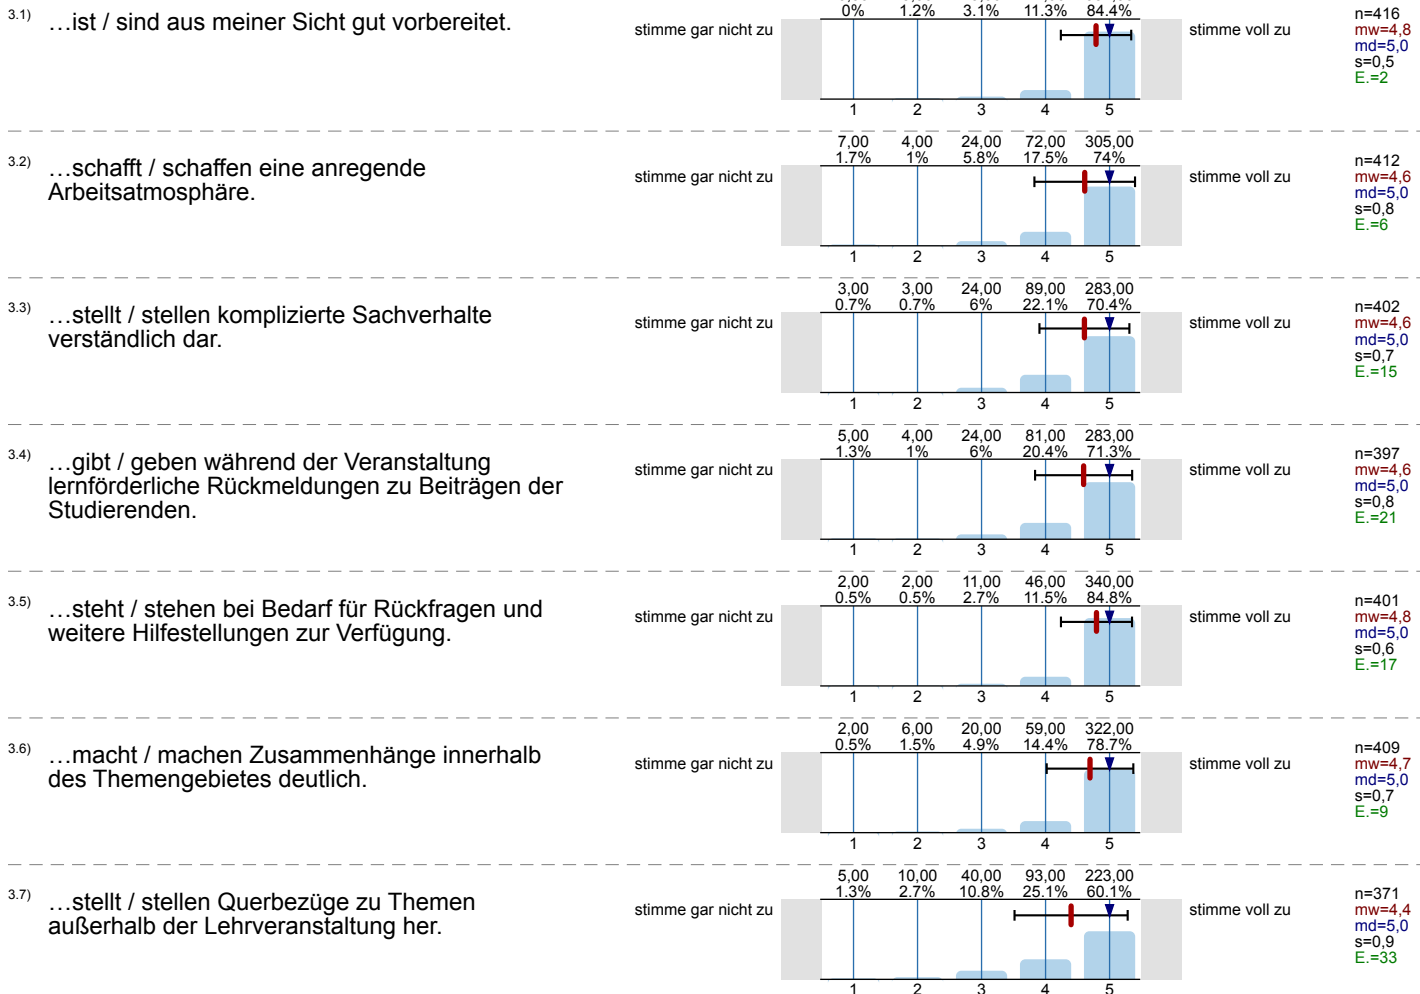 0% 1.2% 3.1% 11.3% 84.4%
3.1) …ist / sind aus meiner Sicht gut vorbereitet.
stimme gar nicht zu
stimme voll zu
n=416
mw=4,8
md=5,0
s=0,5
E.=2
1 2 3 4 5
7,00 4,00 24,00 72,00 305,00
1.7% 1% 5.8% 17.5% 74%
3.2) …schafft / schaffen eine anregende
Arbeitsatmosphäre.
stimme gar nicht zu
stimme voll zu
n=412
mw=4,6
md=5,0
s=0,8
E.=6
1 2 3 4 5
3,00 3,00 24,00 89,00 283,00
0.7% 0.7% 6% 22.1% 70.4%
3.3) …stellt / stellen komplizierte Sachverhalte
verständlich dar.
stimme gar nicht zu
stimme voll zu
n=402
mw=4,6
md=5,0
s=0,7
E.=15
1 2 3 4 5
5,00 4,00 24,00 81,00 283,00
1.3% 1% 6% 20.4% 71.3%
3.4) …gibt / geben während der Veranstaltung
lernförderliche Rückmeldungen zu Beiträgen der
Studierenden.
stimme gar nicht zu
stimme voll zu
n=397
mw=4,6
md=5,0
s=0,8
E.=21
1 2 3 4 5
2,00 2,00 11,00 46,00 340,00
0.5% 0.5% 2.7% 11.5% 84.8%
3.5) …steht / stehen bei Bedarf für Rückfragen und
weitere Hilfestellungen zur Verfügung.
stimme gar nicht zu
stimme voll zu
n=401
mw=4,8
md=5,0
s=0,6
E.=17
1 2 3 4 5
2,00 6,00 20,00 59,00 322,00
0.5% 1.5% 4.9% 14.4% 78.7%
3.6) …macht / machen Zusammenhänge innerhalb
des Themengebietes deutlich.
stimme gar nicht zu
stimme voll zu
n=409
mw=4,7
md=5,0
s=0,7
E.=9
1 2 3 4 5
5,00 10,00 40,00 93,00 223,00
1.3% 2.7% 10.8% 25.1% 60.1%
3.7) …stellt / stellen Querbezüge zu Themen
außerhalb der Lehrveranstaltung her.
stimme gar nicht zu
stimme voll zu
n=371
mw=4,4
md=5,0
s=0,9
E.=33
1 2 3 4 5